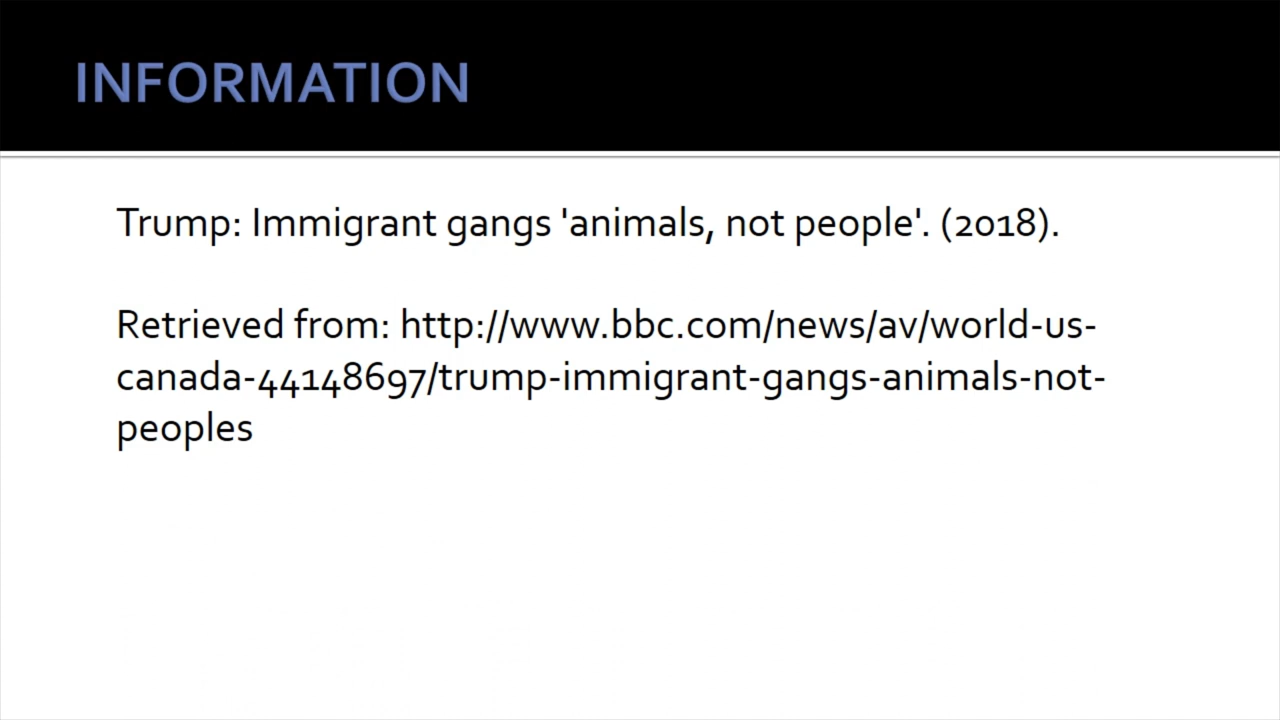 INFORMATION
Trump: Immigrant gangs 'animals, not people'. (2018).
Retrieved from: http://www.bbc.com/news/av/world-us-
canada-44148697/trump-immigrant-gangs-animals-not-
peoples